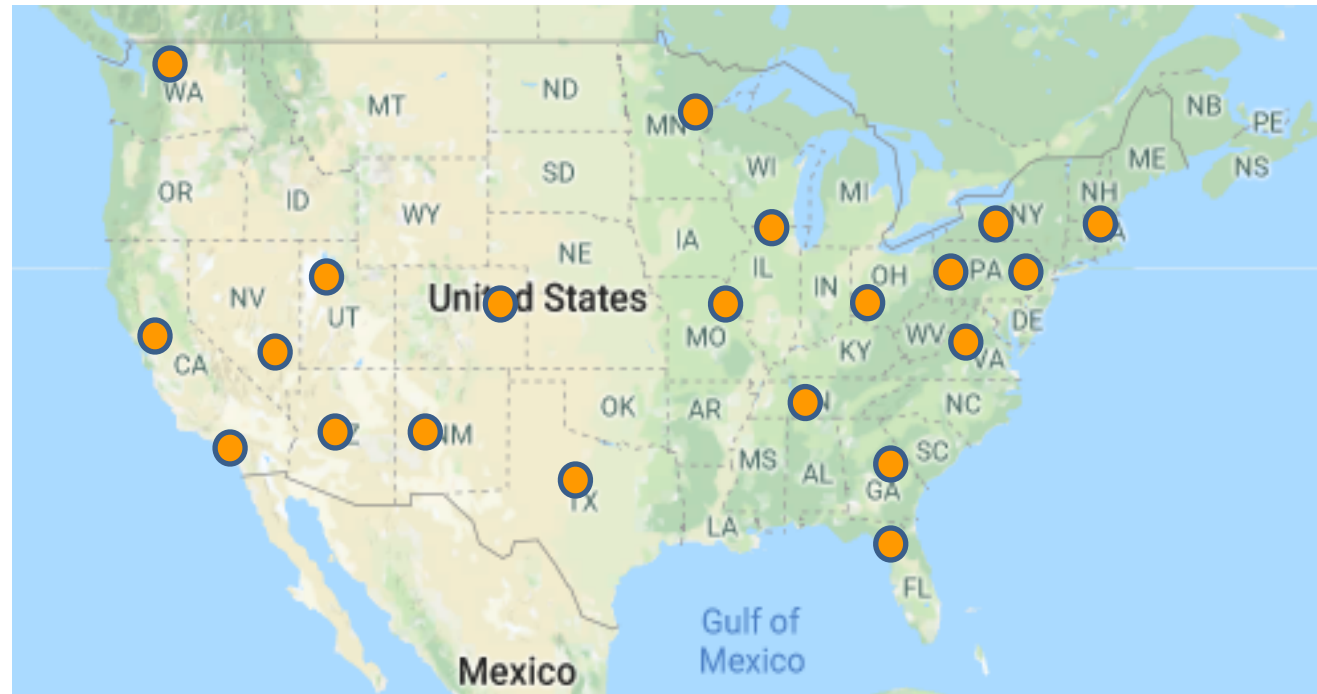 WA
MT
ND
MN
NB
PE
OR
ID
SD
WI
MI
ME
NS
WY
NH
NY
IA
NE
IL
IN
OH
PA
NV
UT
United States
MO
WV
DE
CA
KY
VA
OK
AR
NC
NM
MS
AL
SC
GA
TX
LA
FL
Gulf of
Mexico
Mexico